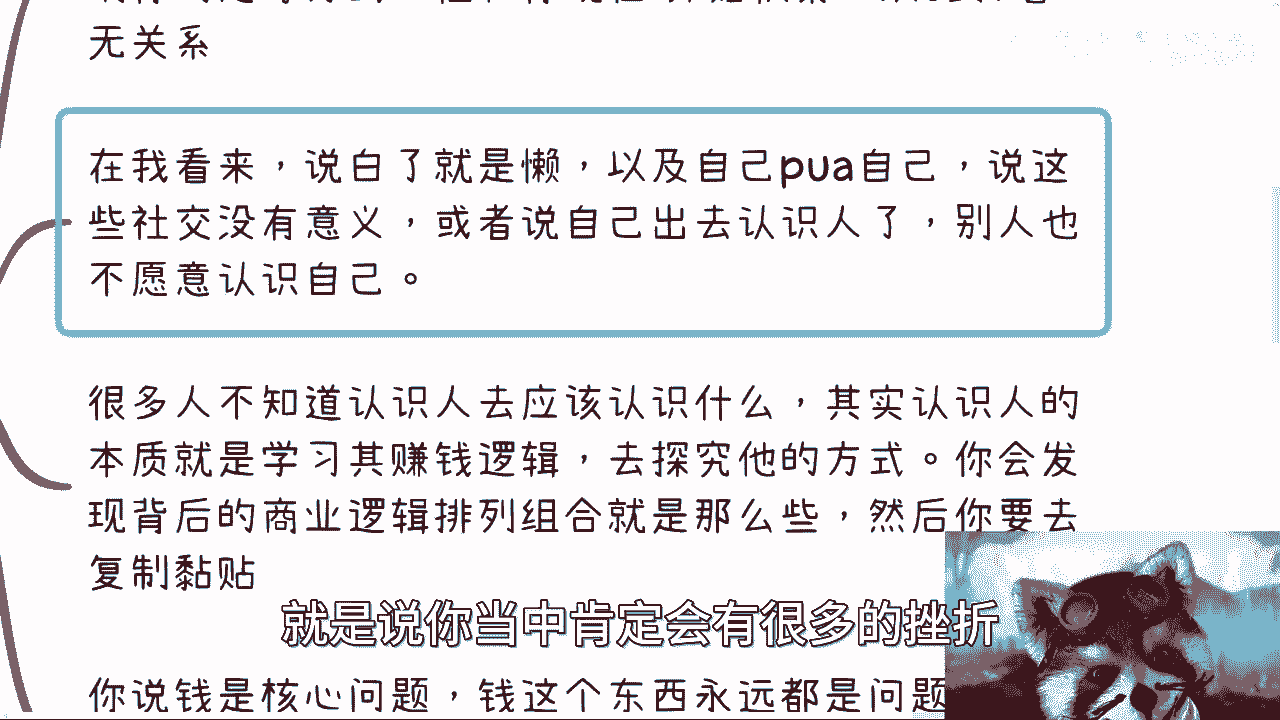 无关系
在我看来，说白了就是懒，以及自己pua自己，说这
些社交没有意义，或者说自己出去认识人了，别人也
不愿意认识自己。
很多人不知道认识人去应该认识什么，其实认识人的
本质就是学习其赚钱逻辑，去探究他的方式。你会发
现背后的商业逻辑排列组合就是那么些，然后你要去
复制黏贴
就是说你当中肯定会有很多的挫折
你说钱是核心问题，钱这个东西永远都是问题